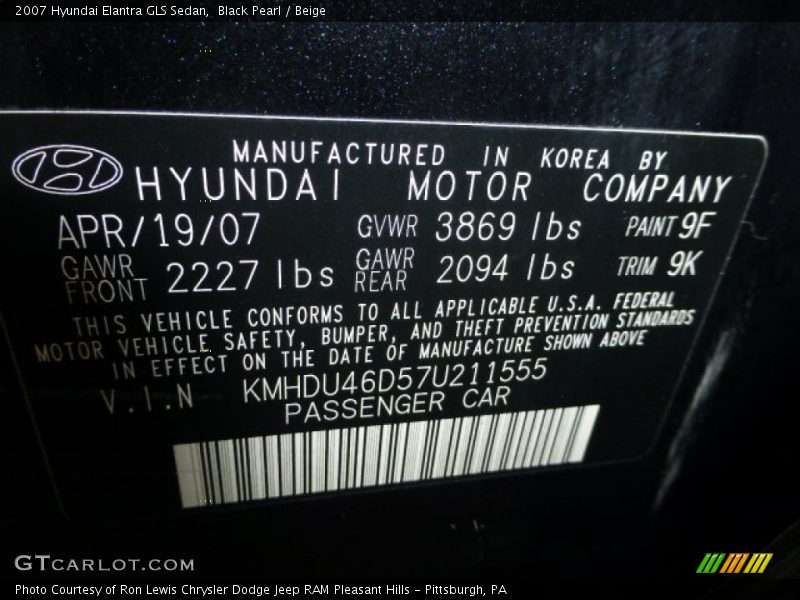 2007 Hyundai Elantra GLS Sedan,  Black Pearl / Beige
MANUFACTURED IN KOREA BY
HYUNDAI MOTOR COMPANY
APR/19/07 GVWR 3869 lbs PAINT 9F
GAWR FRONT 2227 lbs GAWR REAR 2094 lbs TRIM 9K
THIS VEHICLE CONFORMS TO ALL APPLICABLE U.S.A. FEDERAL
MOTOR VEHICLE SAFETY, BUMPER, AND THEFT PREVENTION STANDARDS
IN EFFECT ON THE DATE OF MANUFACTURE SHOWN ABOVE
V.I.N KMHDU46D57U211555
PASSENGER CAR
GTCARLOT.COM
Photo Courtesy of Ron Lewis Chrysler Dodge Jeep RAM Pleasant Hills - Pittsburgh, PA